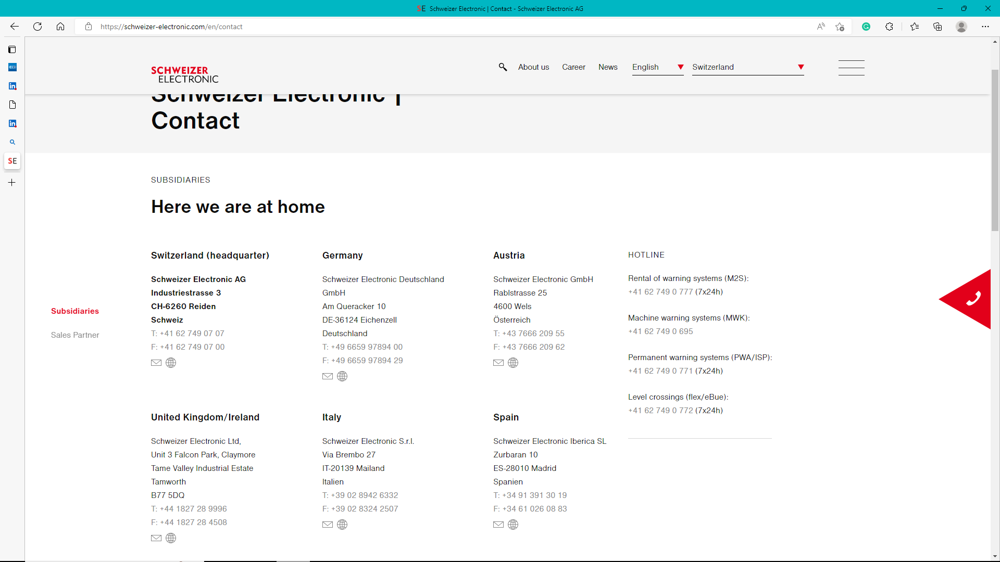 SE Schweizer Electronic | Contact - Schweizer Electronic AG
https://schweizer-electronic.com/en/contact
SCHWEIZER
ELECTRONIC
About us
Career
News
English
Switzerland
SE
Schweizer Electronic |
Contact
SUBSIDIARIES
Here we are at home
Subsidiaries
Sales Partner
Switzerland (headquarter)
Schweizer Electronic AG
Industriestrasse 3
CH-6260 Reiden
Schweiz
T: +41 62 749 07 07
F: +41 62 749 07 00
Germany
Schweizer Electronic Deutschland
GmbH
Am Queracker 10
DE-36124 Eichenzell
Deutschland
T: +49 6659 97894 00
F: +49 6659 97894 29
Austria
Schweizer Electronic GmbH
Rablstrasse 25
4600 Wels
Österreich
T: +43 7666 209 55
F: +43 7666 209 62
HOTLINE
Rental of warning systems (M2S):
+41 62 749 0 777 (7x24h)
Machine warning systems (MWK):
+41 62 749 0 695
Permanent warning systems (PWA/ISP):
+41 62 749 0 771 (7x24h)
Level crossings (flex/eBue):
+41 62 749 0 772 (7x24h)
United Kingdom/Ireland
Schweizer Electronic Ltd,
Unit 3 Falcon Park, Claymore
Tame Valley Industrial Estate
Tamworth
B77 5DQ
T: +44 1827 28 9996
F: +44 1827 28 4508
Italy
Schweizer Electronic S.r.l.
Via Brembo 27
IT-20139 Mailand
Italien
T: +39 02 8942 6332
F: +39 02 8324 2507
Spain
Schweizer Electronic Iberica SL
Zurbaran 10
ES-28010 Madrid
Spanien
T: +34 91 391 30 19
F: +34 61 026 08 83